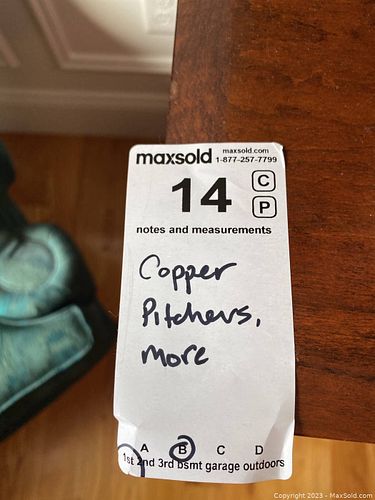 maxsold maxsold.com
1-877-257-7799
14 C
P
notes and measurements
Copper
Pitchers,
more
A B C D
1st 2nd 3rd bsmt garage outdoors
Copyright 2023 - MaxSold.com